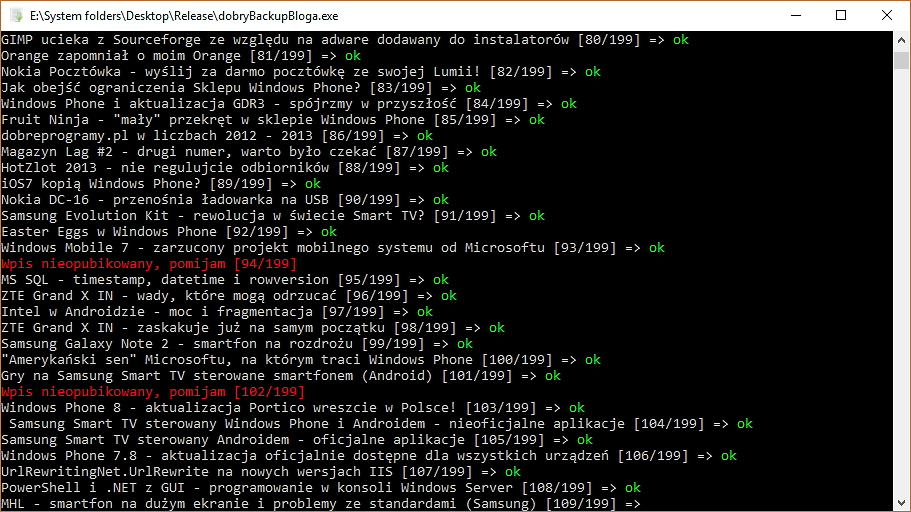 E:\System folders\Desktop\Release\dobryBackupBloga.exe
GIMP ucieka z Sourceforge ze względu na adware dodawany do instalatorów [80/199] => ok
Orange zapomniał o moim Orange [81/199] => ok
Nokia Pocztówka - wyślij za darmo pocztówkę ze swojej Lumii! [82/199] => ok
Jak obejść ograniczenia Sklepu Windows Phone? [83/199] => ok
Windows Phone i aktualizacja GDR3 - spójrzmy w przyszłość [84/199] => ok
Fruit Ninja - "mały" przekręt w sklepie Windows Phone [85/199] => ok
dobreprogramy.pl w liczbach 2012 - 2013 [86/199] => ok
Magazyn Lag #2 - drugi numer, warto było czekać [87/199] => ok
HotZlot 2013 - nie regulujcie odbiorników [88/199] => ok
iOS7 kopią Windows Phone? [89/199] => ok
Nokia DC-16 - przenośnia ładowarka na USB [90/199] => ok
Samsung Evolution Kit - rewolucja w świecie Smart TV? [91/199] => ok
Easter Eggs w Windows Phone [92/199] => ok
Windows Mobile 7 - zarzucony projekt mobilnego systemu od Microsoftu [93/199] => ok
Wpis nieopubikowany, pomijam [94/199]
MS SQL - timestamp, datetime i rowversion [95/199] => ok
ZTE Grand X IN - wady, które mogą odrzucać [96/199] => ok
Intel w Androidzie - moc i fragmentacja [97/199] => ok
ZTE Grand X IN - zaskakuje już na samym początku [98/199] => ok
Samsung Galaxy Note 2 - smartfon na rozdrożu [99/199] => ok
"Amerykański sen" Microsoftu, na którym traci Windows Phone [100/199] => ok
Gry na Samsung Smart TV sterowane smartfonem (Android) [101/199] => ok
Wpis nieopubikowany, pomijam [102/199]
Windows Phone 8 - aktualizacja Portico wreszcie w Polsce! [103/199] => ok
Samsung Smart TV sterowany Windows Phone i Androidem - nieoficjalne aplikacje [104/199] => ok
Samsung Smart TV sterowany Androidem - oficjalne aplikacje [105/199] => ok
Windows Phone 7.8 - aktualizacja oficjalnie dostępne dla wszystkich urządzeń [106/199] => ok
UrlRewritingNet.UrlRewrite na nowych wersjach IIS [107/199] => ok
PowerShell i .NET z GUI - programowanie w konsoli Windows Server [108/199] => ok
MHL - smartfon na dużym ekranie i problemy ze standardami (Samsung) [109/199] =>